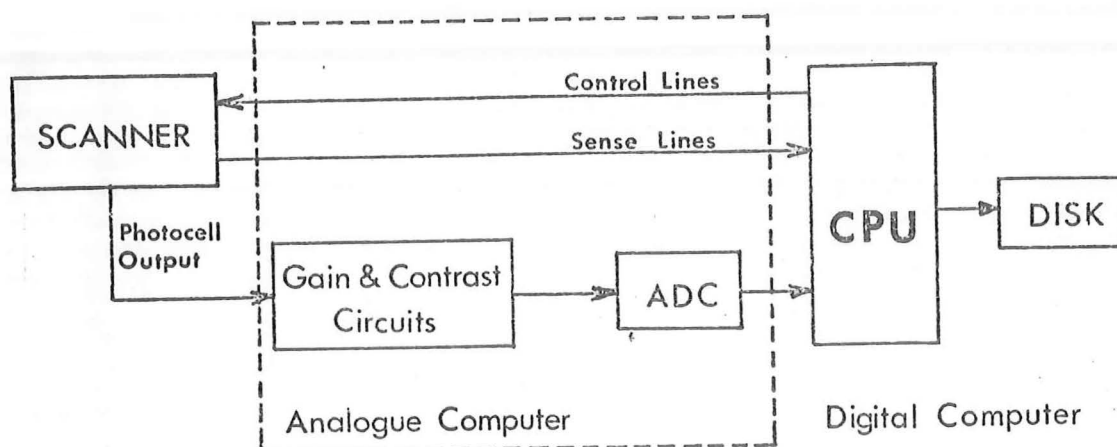 Control Lines
SCANNER
Sense Lines
Photocell
Output
CPU
DISK
Gain & Contrast
Circuits
ADC
Analogue Computer
Digital Computer